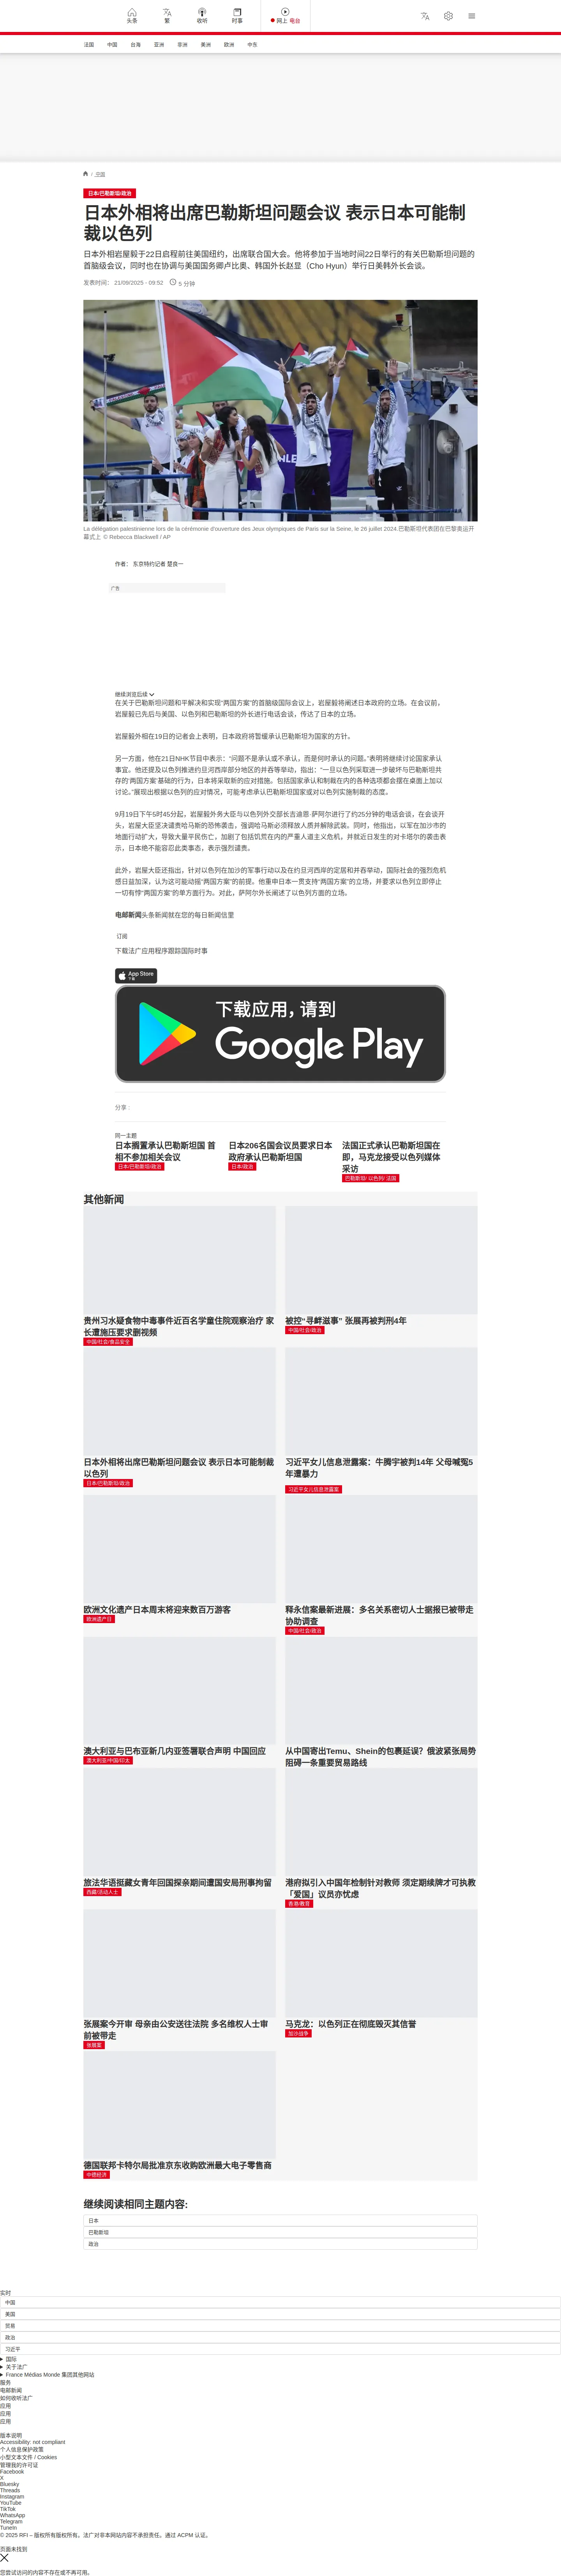 头条
繁
收听
时事
网上 电台
法国 中国 台海 亚洲 非洲 美洲 欧洲 中东
/ 中国
日本/巴勒斯坦/政治
日本外相将出席巴勒斯坦问题会议 表示日本可能制
裁以色列
日本外相岩屋毅于22日启程前往美国纽约，出席联合国大会。他将参加于当地时间22日举行的有关巴勒斯坦问题的
首脑级会议，同时也在协调与美国国务卿卢比奥、韩国外长赵显（Cho Hyun）举行日美韩外长会谈。
发表时间： 21/09/2025 - 09:52 5 分钟
La délégation palestinienne lors de la cérémonie d'ouverture des Jeux olympiques de Paris sur la Seine, le 26 juillet 2024.巴勒斯坦代表团在巴黎奥运开
幕式上 © Rebecca Blackwell / AP
作者： 东京特约记者 楚良一
广告
继续浏览后续
在关于巴勒斯坦问题和平解决和实现“两国方案”的首脑级国际会议上，岩屋毅将阐述日本政府的立场。在会议前，
岩屋毅已先后与美国、以色列和巴勒斯坦的外长进行电话会谈，传达了日本的立场。
岩屋毅外相在19日的记者会上表明，日本政府将暂缓承认巴勒斯坦为国家的方针。
另一方面，他在21日NHK节目中表示：“问题不是承认或不承认，而是何时承认的问题。”表明将继续讨论国家承认
事宜。他还提及以色列推进约旦河西岸部分地区的并吞等举动，指出：“一旦以色列采取进一步破坏与巴勒斯坦共
存的‘两国方案’基础的行为，日本将采取新的应对措施。包括国家承认和制裁在内的各种选项都会摆在桌面上加以
讨论。”展现出根据以色列的应对情况，可能考虑承认巴勒斯坦国家或对以色列实施制裁的态度。
9月19日下午5时45分起，岩屋毅外务大臣与以色列外交部长吉迪恩·萨阿尔进行了约25分钟的电话会谈，在会谈开
头，岩屋大臣坚决谴责哈马斯的恐怖袭击，强调哈马斯必须释放人质并解除武装。同时，他指出，以军在加沙市的
地面行动扩大，导致大量平民伤亡，加剧了包括饥荒在内的严重人道主义危机，并就近日发生的对卡塔尔的袭击表
示，日本绝不能容忍此类事态，表示强烈谴责。
此外，岩屋大臣还指出，针对以色列在加沙的军事行动以及在约旦河西岸的定居和并吞举动，国际社会的强烈危机
感日益加深，认为这可能动摇“两国方案”的前提。他重申日本一贯支持“两国方案”的立场，并要求以色列立即停止
一切有悖“两国方案”的单方面行为。对此，萨阿尔外长阐述了以色列方面的立场。
电邮新闻头条新闻就在您的每日新闻信里
订阅
下载法广应用程序跟踪国际时事
App Store
下载
下载应用，请到
Google Play
分享 :
同一主题
日本搁置承认巴勒斯坦国 首
相不参加相关会议
日本/巴勒斯坦/政治
日本206名国会议员要求日本
政府承认巴勒斯坦国
日本/政治
法国正式承认巴勒斯坦国在
即，马克龙接受以色列媒体
采访
巴勒斯坦/ 以色列/ 法国
其他新闻
贵州习水疑食物中毒事件近百名学童住院观察治疗 家
长遭施压要求删视频
中国/社会/食品安全
被控“寻衅滋事” 张展再被判刑4年
中国/社会/政治
日本外相将出席巴勒斯坦问题会议 表示日本可能制裁
以色列
日本/巴勒斯坦/政治
习近平女儿信息泄露案：牛腾宇被判14年 父母喊冤5
年遭暴力
习近平女儿信息泄露案
欧洲文化遗产日本周末将迎来数百万游客
欧洲遗产日
释永信案最新进展：多名关系密切人士据报已被带走
协助调查
中国/社会/政治
澳大利亚与巴布亚新几内亚签署联合声明 中国回应
澳大利亚/中国/印太
从中国寄出Temu、Shein的包裹延误？俄波紧张局势
阻碍一条重要贸易路线
旅法华语挺藏女青年回国探亲期间遭国安局刑事拘留
西藏/活动人士
港府拟引入中国年检制针对教师 须定期续牌才可执教
「爱国」议员亦忧虑
香港/教育
张展案今开审 母亲由公安送往法院 多名维权人士审
前被带走
张展案
马克龙：以色列正在彻底毁灭其信誉
加沙战争
德国联邦卡特尔局批准京东收购欧洲最大电子零售商
中德经济
继续阅读相同主题内容:
日本
巴勒斯坦
政治
实时
中国
美国
贸易
政治
习近平
国际
关于法广
France Médias Monde 集团其他网站
服务
电邮新闻
如何收听法广
应用
应用
应用
版本说明
Accessibility: not compliant
个人信息保护政策
小型文本文件 / Cookies
管理我的许可证
Facebook
X
Bluesky
Threads
Instagram
YouTube
TikTok
WhatsApp
Telegram
TuneIn
© 2025 RFI – 版权所有版权所有。法广对非本网站内容不承担责任。通过 ACPM 认证。
页面未找到
您尝试访问的内容不存在或不再可用。